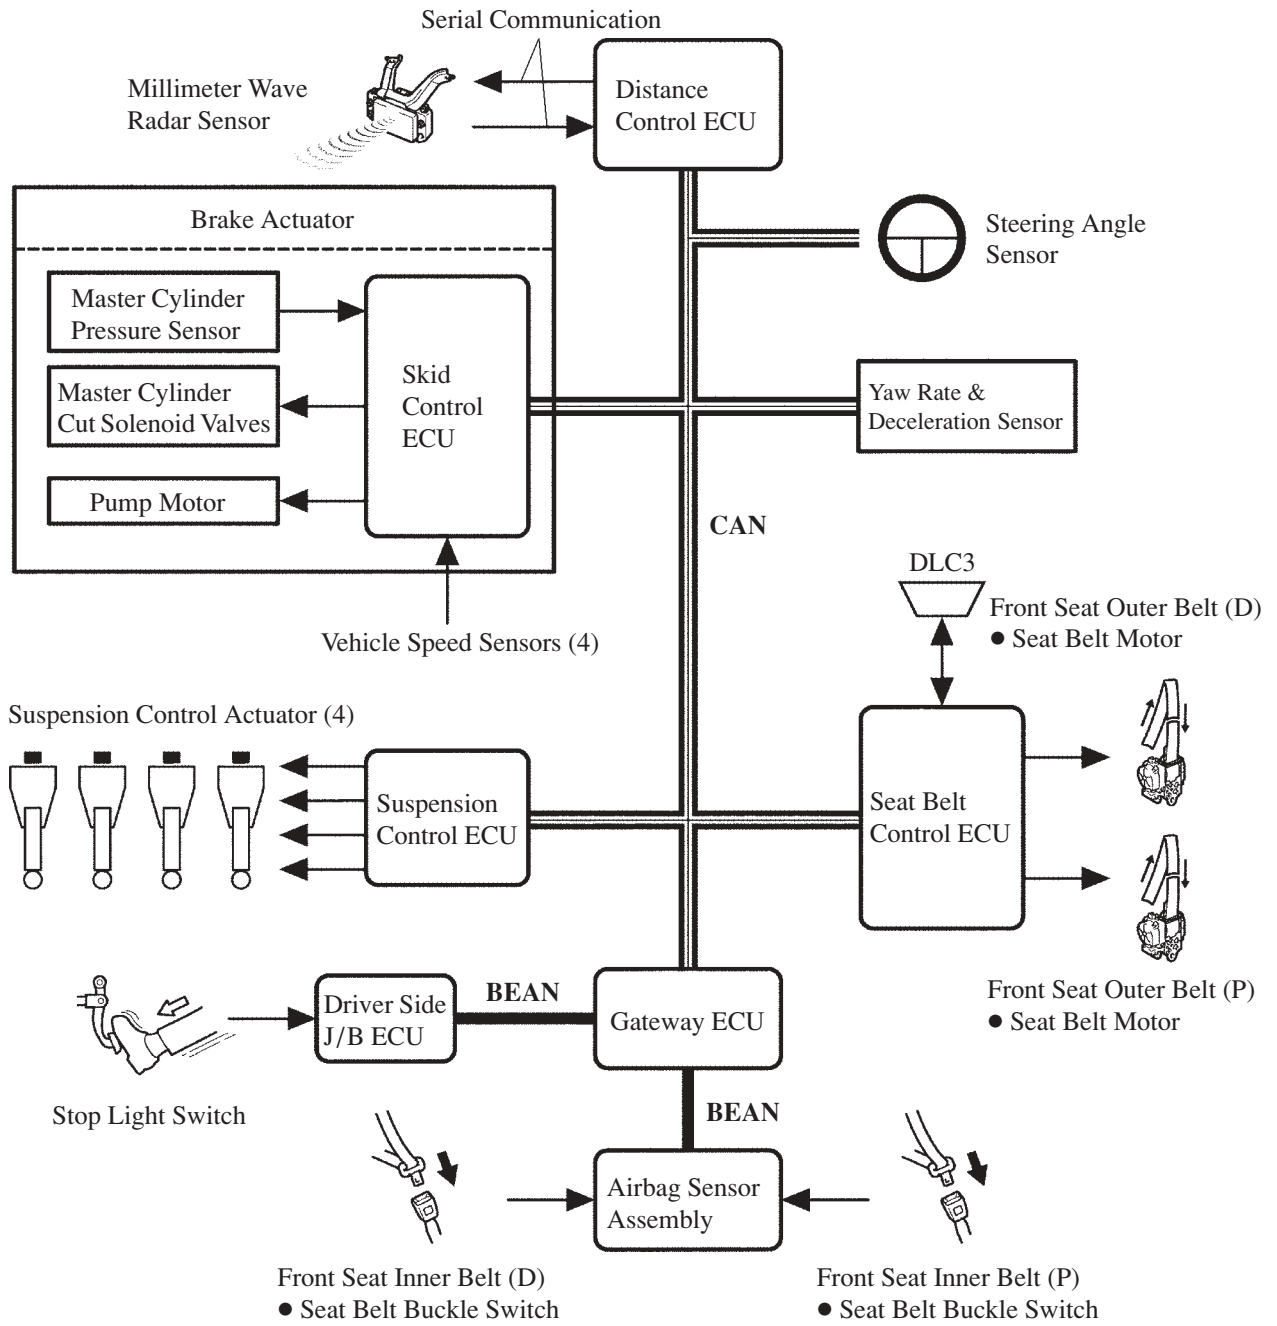 Serial Communication
Millimeter Wave
Radar Sensor
Distance
Control ECU
Brake Actuator
Steering Angle
Sensor
Master Cylinder
Pressure Sensor
Master Cylinder
Cut Solenoid Valves
Pump Motor
Skid
Control
ECU
Yaw Rate &
Deceleration Sensor
CAN
Vehicle Speed Sensors (4)
DLC3
Front Seat Outer Belt (D)
● Seat Belt Motor
Suspension Control Actuator (4)
Suspension
Control ECU
Seat Belt
Control ECU
Front Seat Outer Belt (P)
● Seat Belt Motor
Stop Light Switch
Driver Side
J/B ECU
BEAN
Gateway ECU
BEAN
Airbag Sensor
Assembly
Front Seat Inner Belt (D)
● Seat Belt Buckle Switch
Front Seat Inner Belt (P)
● Seat Belt Buckle Switch